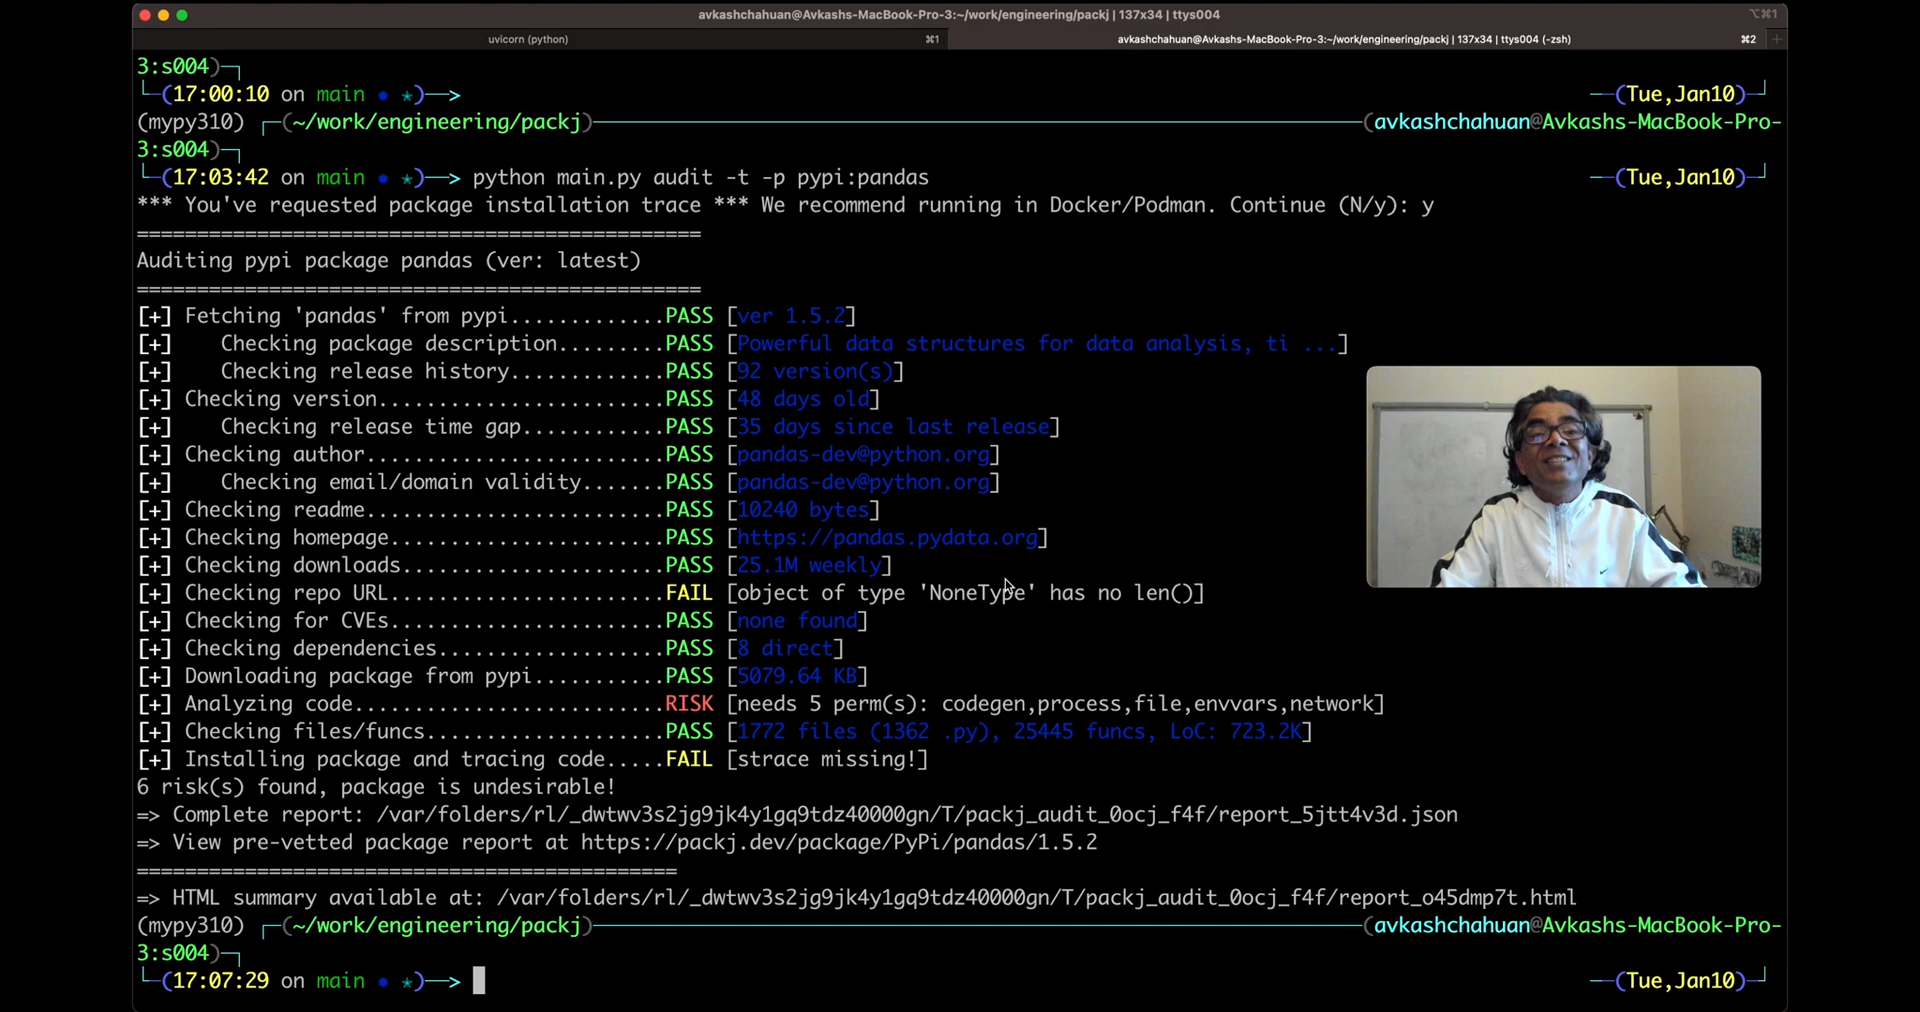 avkashchahuan@Avkashs-MacBook-Pro-3:~/work/engineering/packj | 137x34 | ttys004 ⌥⌘1
uvicorn (python) ⌘1 avkashchahuan@Avkashs-MacBook-Pro-3:~/work/engineering/packj | 137x34 | ttys004 (-zsh) ⌘2 +
3:s004)─┐
└─(17:00:10 on main ● ✶)──> ──(Tue,Jan10)─┘
(mypy310) ┌─(~/work/engineering/packj)────(avkashchahuan@Avkashs-MacBook-Pro-
3:s004)─┐
└─(17:03:42 on main ● ✶)──> python main.py audit -t -p pypi:pandas ──(Tue,Jan10)─┘
*** You've requested package installation trace *** We recommend running in Docker/Podman. Continue (N/y): y
===============================================
Auditing pypi package pandas (ver: latest)
===============================================
[+] Fetching 'pandas' from pypi.............PASS [ver 1.5.2]
[+]    Checking package description.........PASS [Powerful data structures for data analysis, ti ...]
[+]    Checking release history.............PASS [92 version(s)]
[+] Checking version........................PASS [48 days old]
[+]    Checking release time gap............PASS [35 days since last release]
[+] Checking author.........................PASS [pandas-dev@python.org]
[+]    Checking email/domain validity.......PASS [pandas-dev@python.org]
[+] Checking readme.........................PASS [10240 bytes]
[+] Checking homepage.......................PASS [https://pandas.pydata.org]
[+] Checking downloads......................PASS [25.1M weekly]
[+] Checking repo URL.......................FAIL [object of type 'NoneType' has no len()]
[+] Checking for CVEs.......................PASS [none found]
[+] Checking dependencies...................PASS [8 direct]
[+] Downloading package from pypi...........PASS [5079.64 KB]
[+] Analyzing code..........................RISK [needs 5 perm(s): codegen,process,file,envvars,network]
[+] Checking files/funcs....................PASS [1772 files (1362 .py), 25445 funcs, LoC: 723.2K]
[+] Installing package and tracing code.....FAIL [strace missing!]
6 risk(s) found, package is undesirable!
=> Complete report: /var/folders/rl/_dwtwv3s2jg9jk4y1gq9tdz40000gn/T/packj_audit_0ocj_f4f/report_5jtt4v3d.json
=> View pre-vetted package report at https://packj.dev/package/PyPi/pandas/1.5.2
=============================================
=> HTML summary available at: /var/folders/rl/_dwtwv3s2jg9jk4y1gq9tdz40000gn/T/packj_audit_0ocj_f4f/report_o45dmp7t.html
(mypy310) ┌─(~/work/engineering/packj)────(avkashchahuan@Avkashs-MacBook-Pro-
3:s004)─┐
└─(17:07:29 on main ● ✶)──> ──(Tue,Jan10)─┘